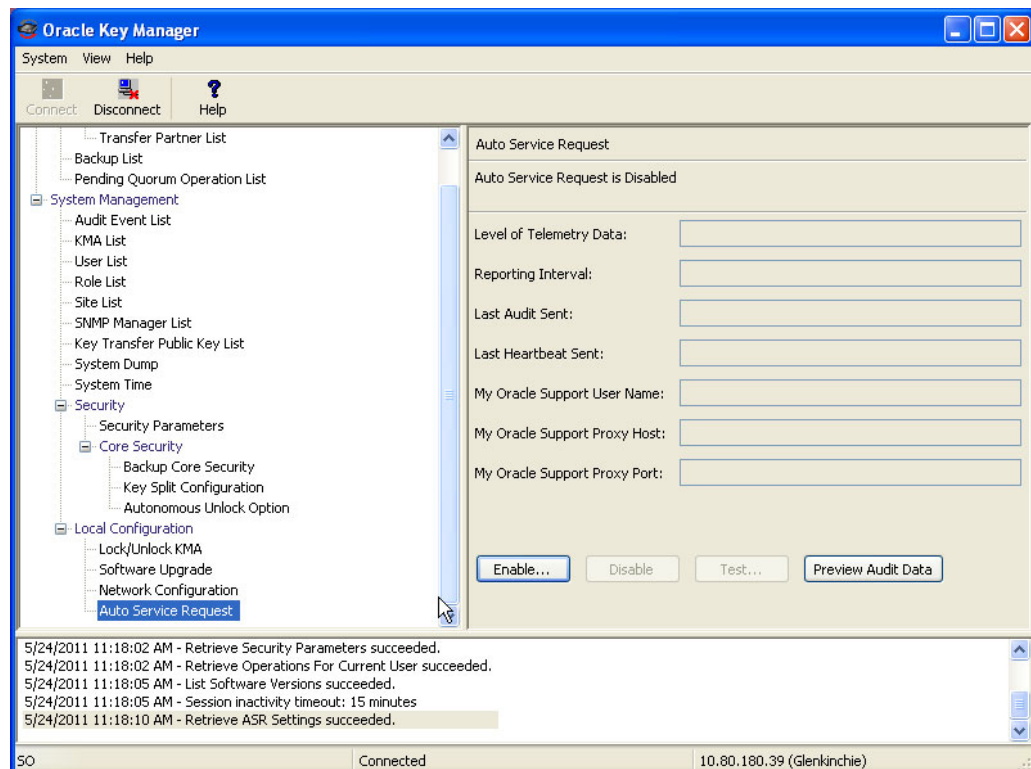 Oracle Key Manager
System View Help
Connect Disconnect Help
Transfer Partner List
Backup List
Pending Quorum Operation List
System Management
Audit Event List
KMA List
User List
Role List
Site List
SNMP Manager List
Key Transfer Public Key List
System Dump
System Time
Security
Security Parameters
Core Security
Backup Core Security
Key Split Configuration
Autonomous Unlock Option
Local Configuration
Lock/Unlock KMA
Software Upgrade
Network Configuration
Auto Service Request
Auto Service Request
Auto Service Request is Disabled
Level of Telemetry Data:
Reporting Interval:
Last Audit Sent:
Last Heartbeat Sent:
My Oracle Support User Name:
My Oracle Support Proxy Host:
My Oracle Support Proxy Port:
Enable... Disable Test... Preview Audit Data
5/24/2011 11:18:02 AM - Retrieve Security Parameters succeeded.
5/24/2011 11:18:02 AM - Retrieve Operations For Current User succeeded.
5/24/2011 11:18:05 AM - List Software Versions succeeded.
5/24/2011 11:18:05 AM - Session inactivity timeout: 15 minutes
5/24/2011 11:18:10 AM - Retrieve ASR Settings succeeded.
SO Connected 10.80.180.39 (Glenkinchie)